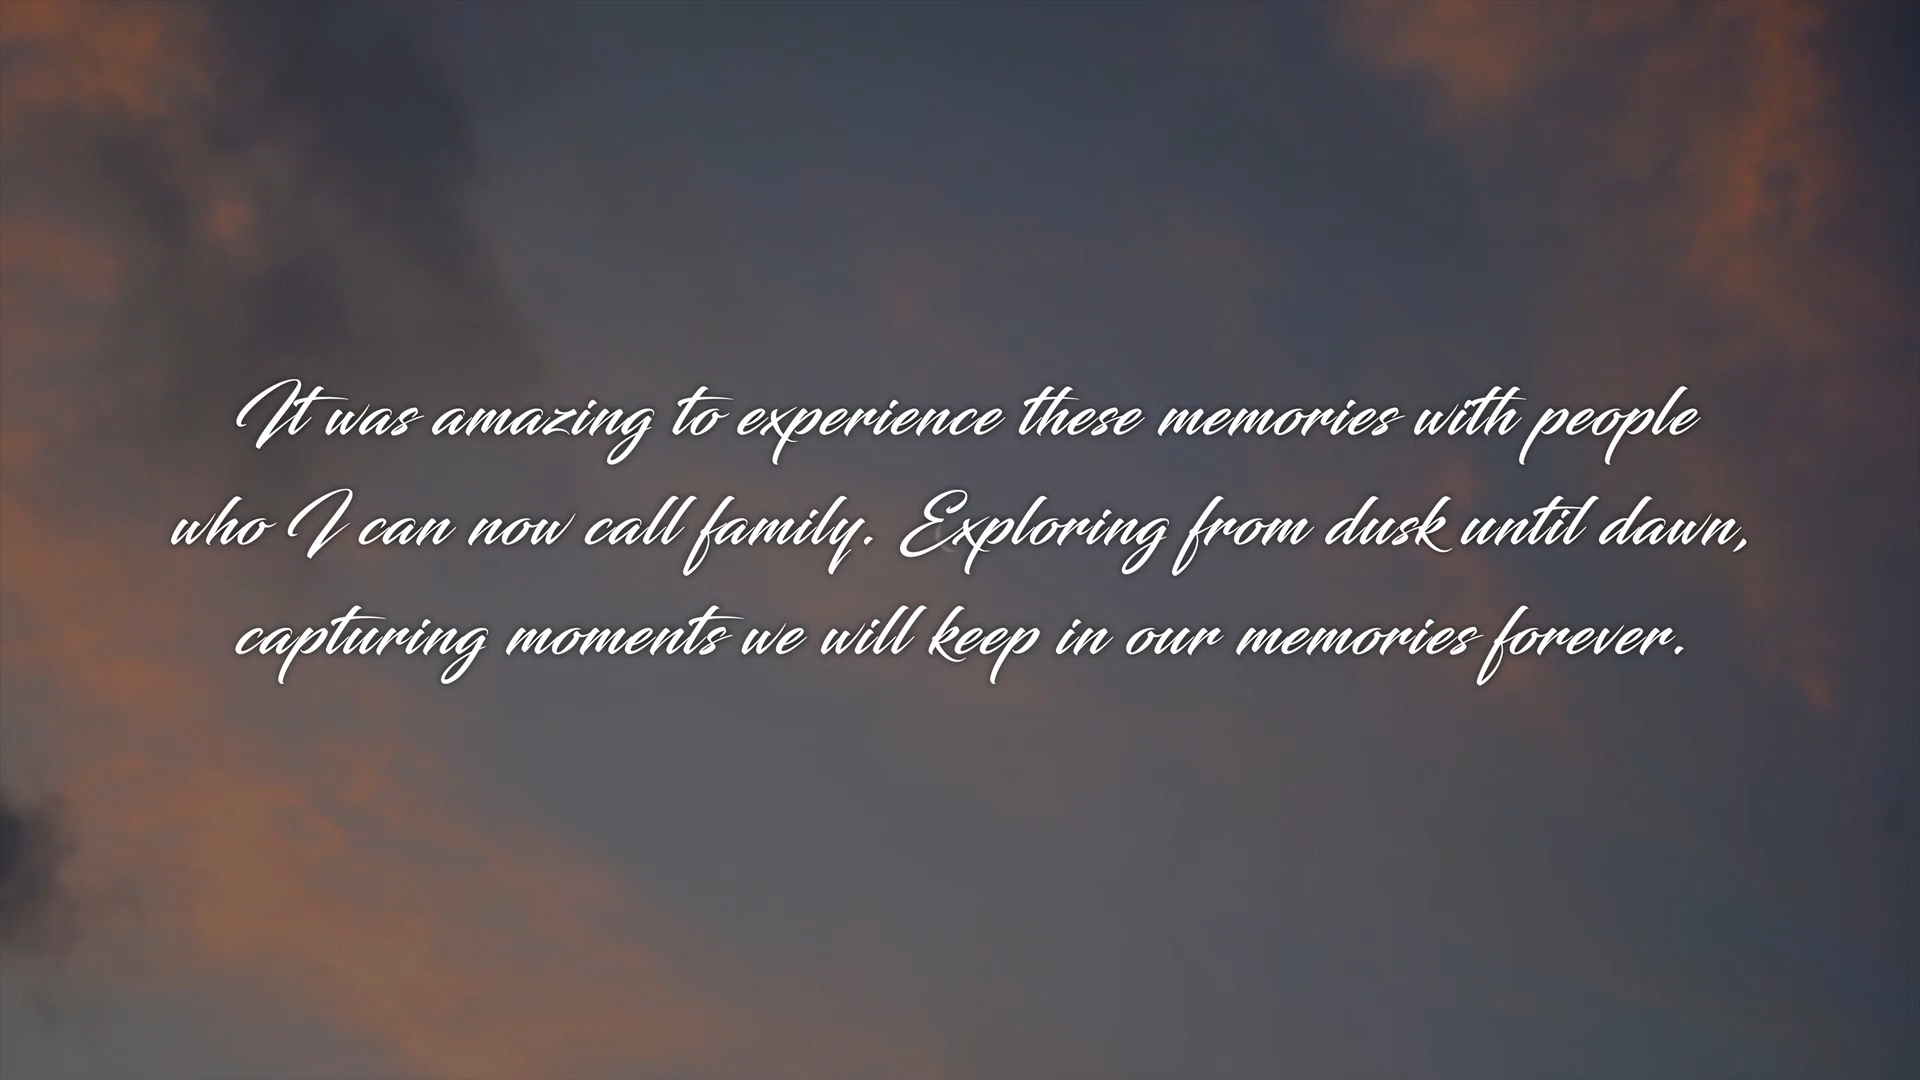 It was amazing to experience these memories with people
who I can now call family. Exploring from dusk until dawn,
capturing moments we will keep in our memories forever.